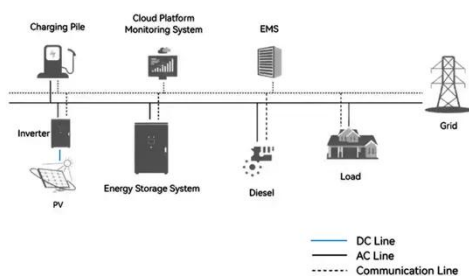 Charging Pile
Cloud Platform
Monitoring System
EMS
Grid
Inverter
PV
Energy Storage System
Diesel
Load
DC Line
AC Line
Communication Line